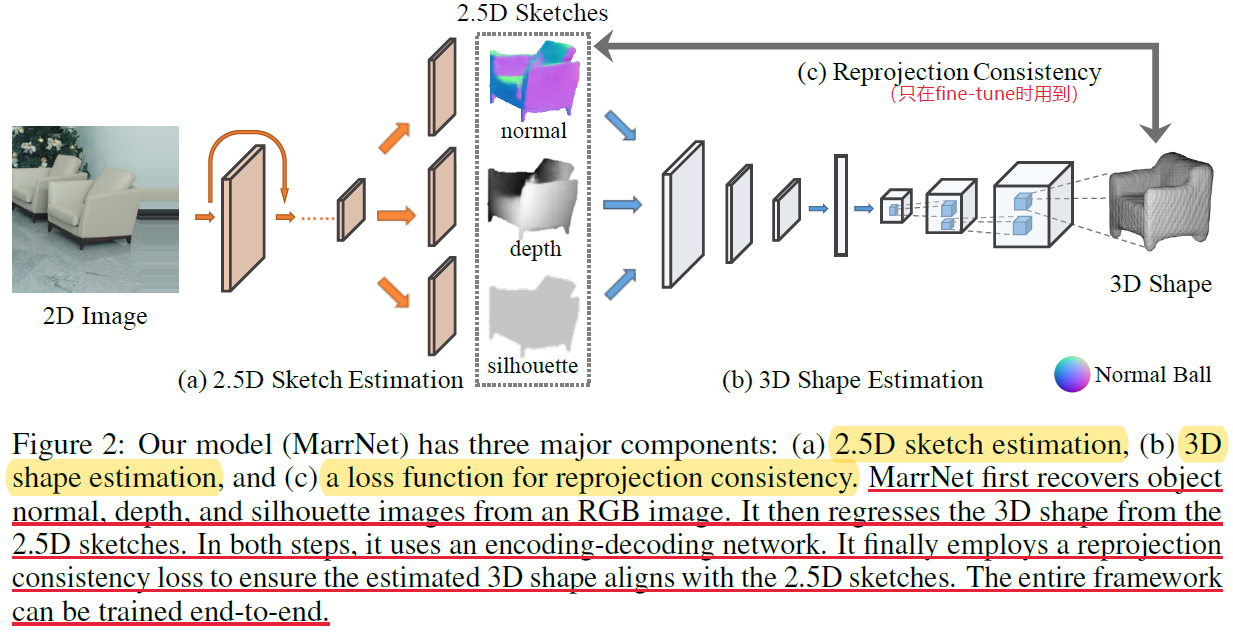 2.5D Sketches
(c) Reprojection Consistency
（只在fine-tune时用到）
normal
depth
silhouette
2D Image
3D Shape
(a) 2.5D Sketch Estimation
(b) 3D Shape Estimation
Normal Ball
Figure 2: Our model (MarrNet) has three major components: (a) 2.5D sketch estimation, (b) 3D
shape estimation, and (c) a loss function for reprojection consistency. MarrNet first recovers object
normal, depth, and silhouette images from an RGB image. It then regresses the 3D shape from the
2.5D sketches. In both steps, it uses an encoding-decoding network. It finally employs a reprojection
consistency loss to ensure the estimated 3D shape aligns with the 2.5D sketches. The entire framework
can be trained end-to-end.